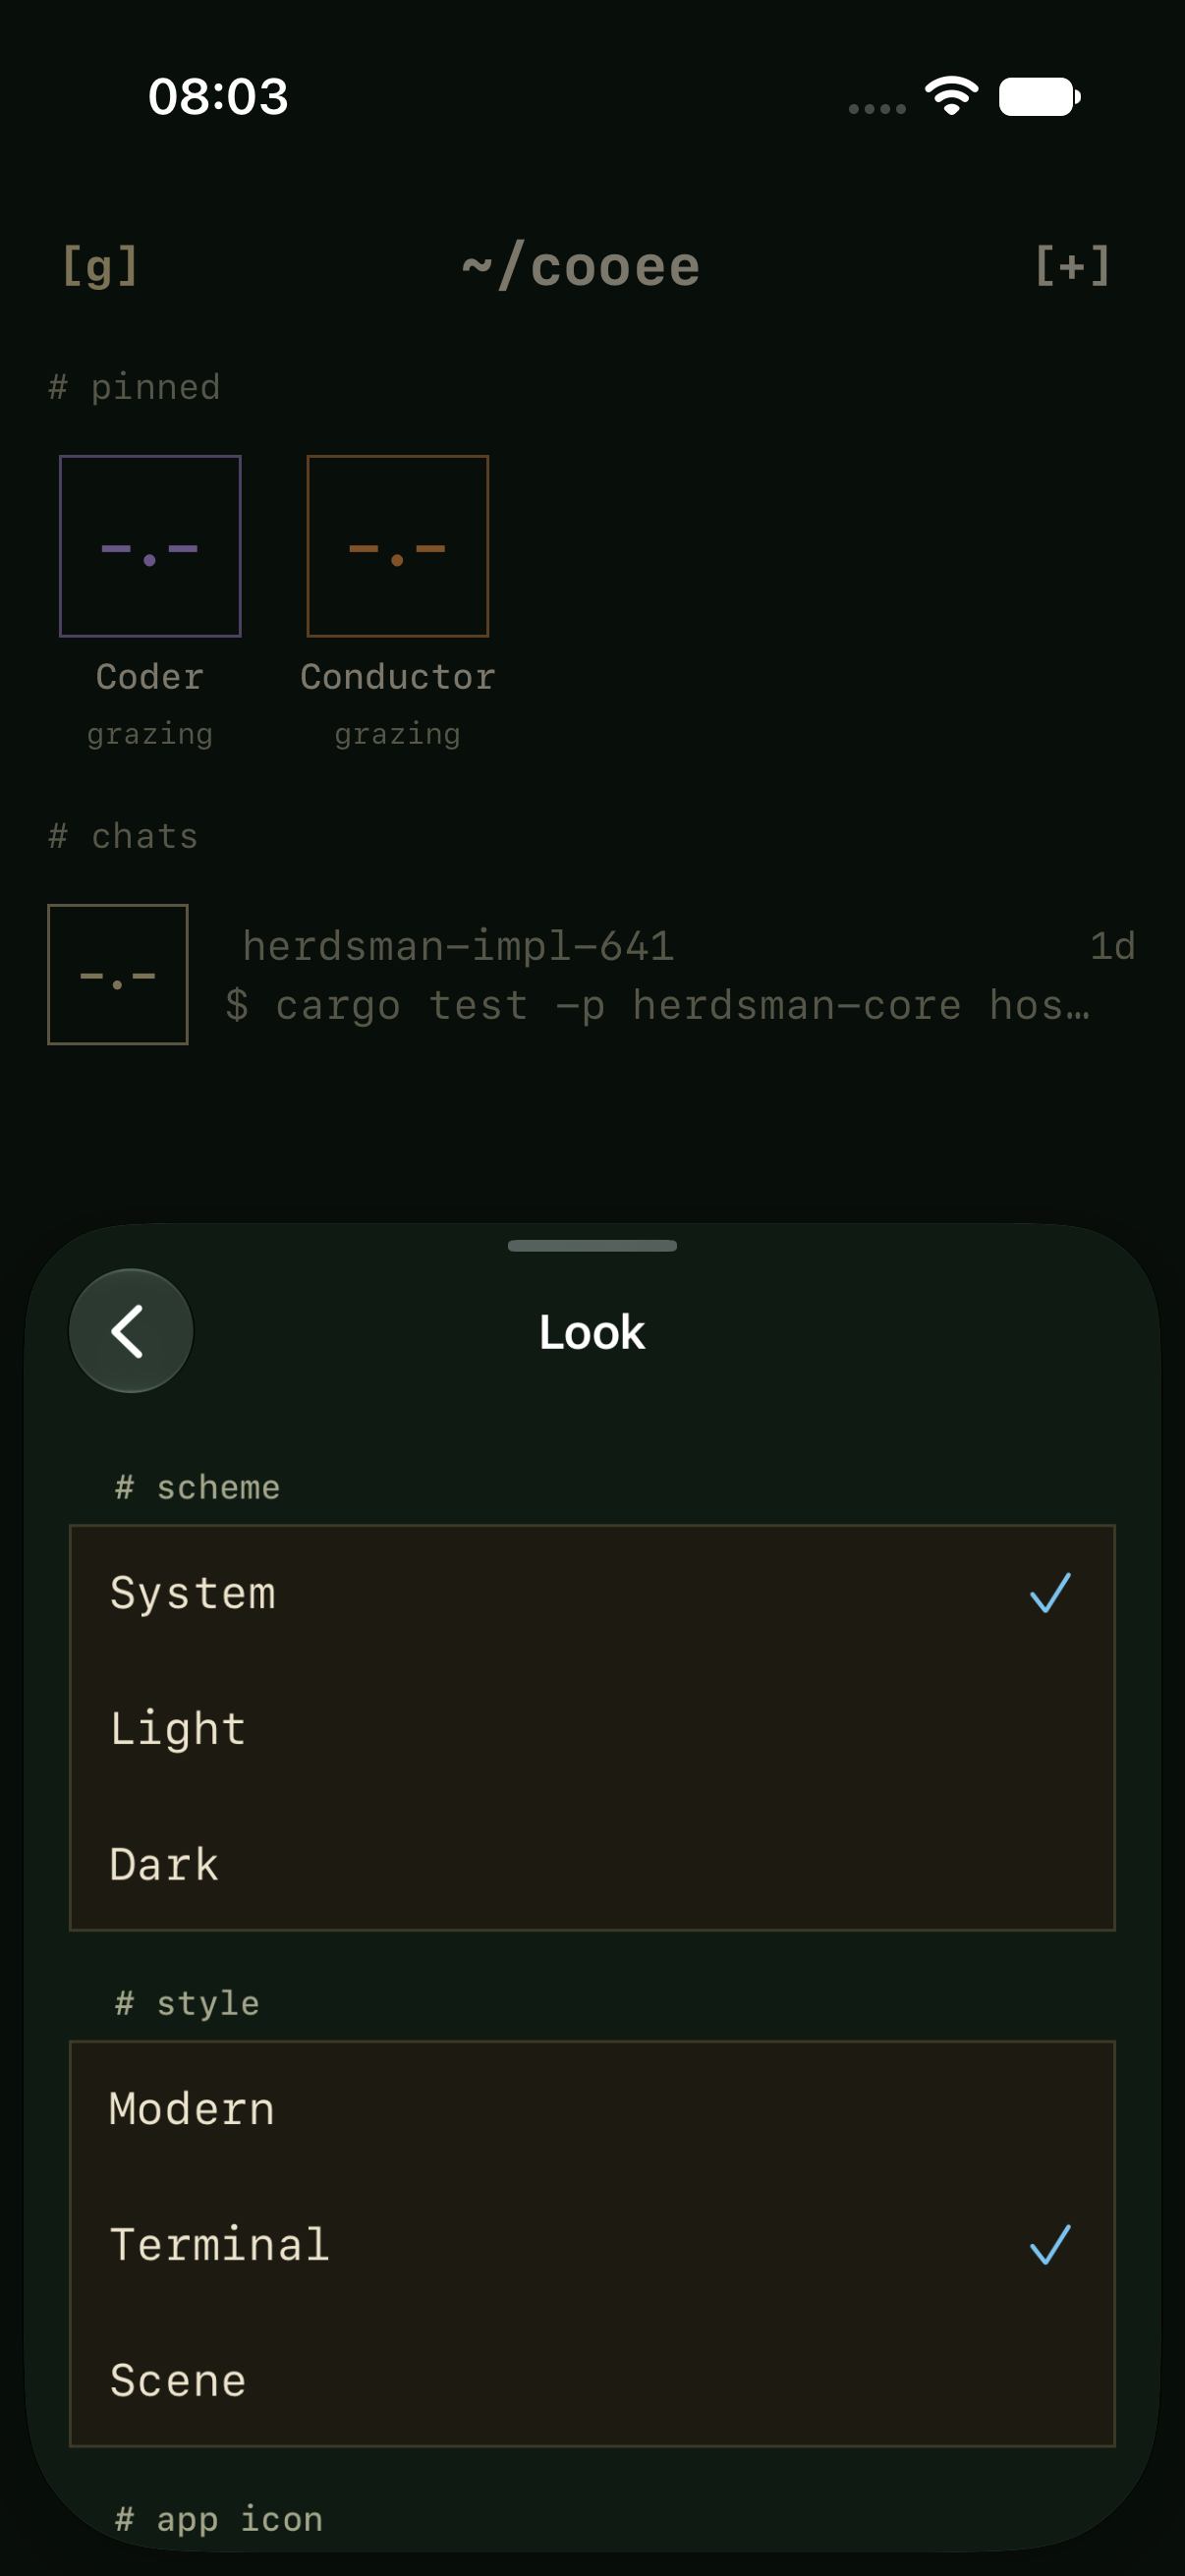 08:03
[g] ~/cooee [+]
# pinned
-.- -.-
Coder Conductor
grazing grazing
# chats
-.- herdsman-impl-641 1d
$ cargo test -p herdsman-core hos…
Look
# scheme
System
Light
Dark
# style
Modern
Terminal
Scene
# app icon